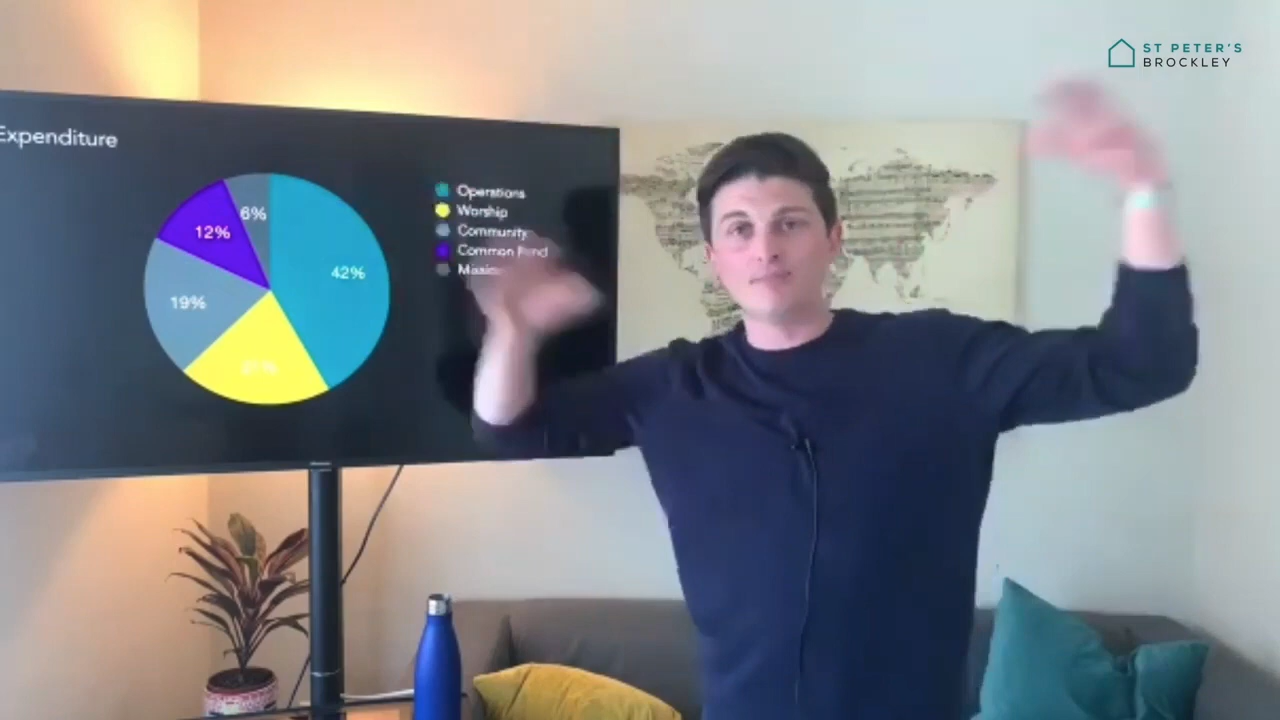 ST PETER'S
BROCKLEY
Expenditure
Operations
Worship
Community
Common Fund
6%
12%
42%
19%